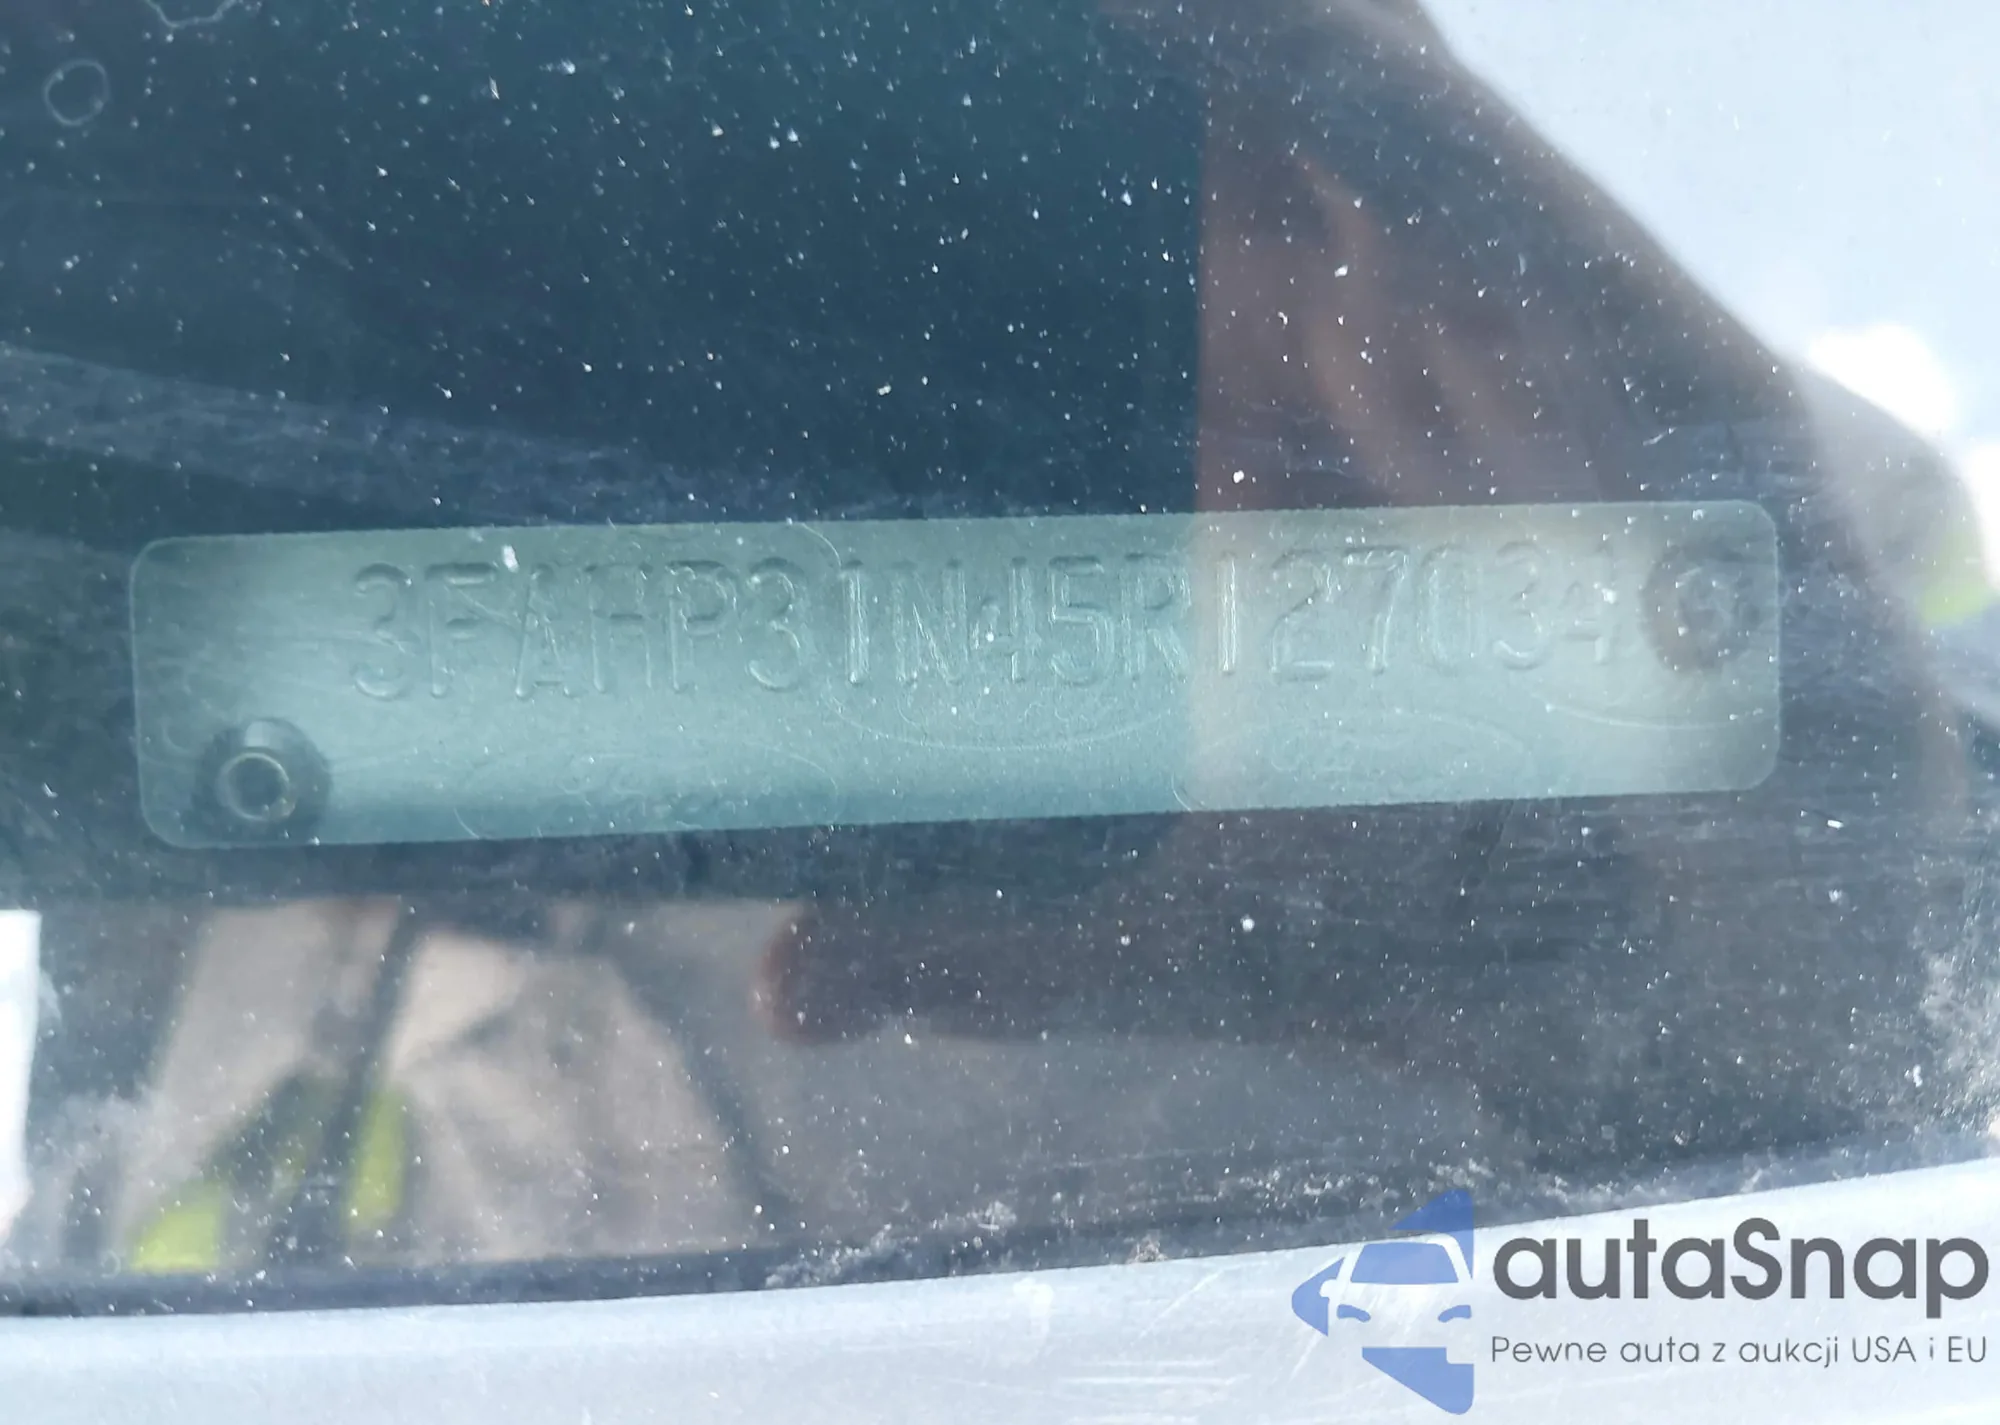 3FAHP31N45R127034
autaSnap
Pewne auta z aukcji USA i EU